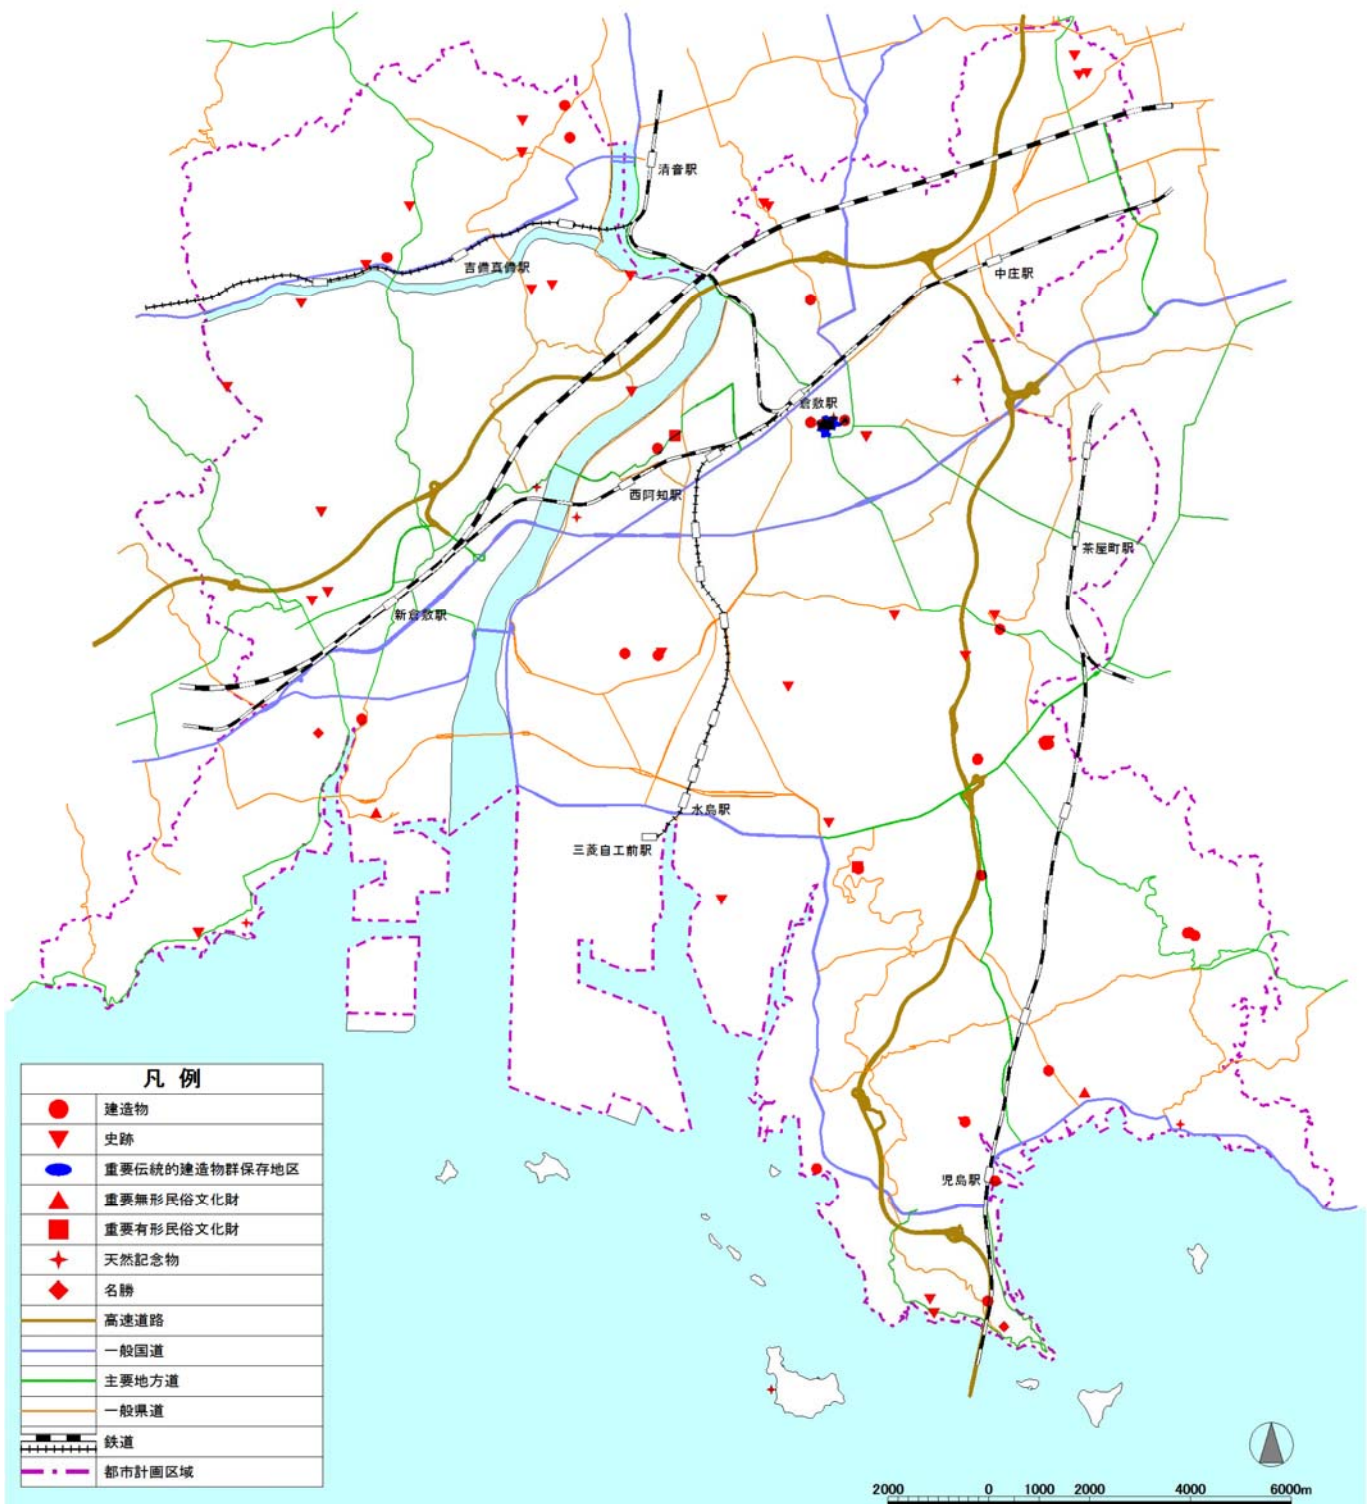 清音駅
吉備真備駅
中庄駅
倉敷駅
西阿知駅
茶屋町駅
新倉敷駅
水島駅
三菱自工前駅
児島駅
凡 例
建造物
史跡
重要伝統的建造物群保存地区
重要無形民俗文化財
重要有形民俗文化財
天然記念物
名勝
高速道路
一般国道
主要地方道
一般県道
鉄道
都市計画区域
2000 0 1000 2000 4000 6000m